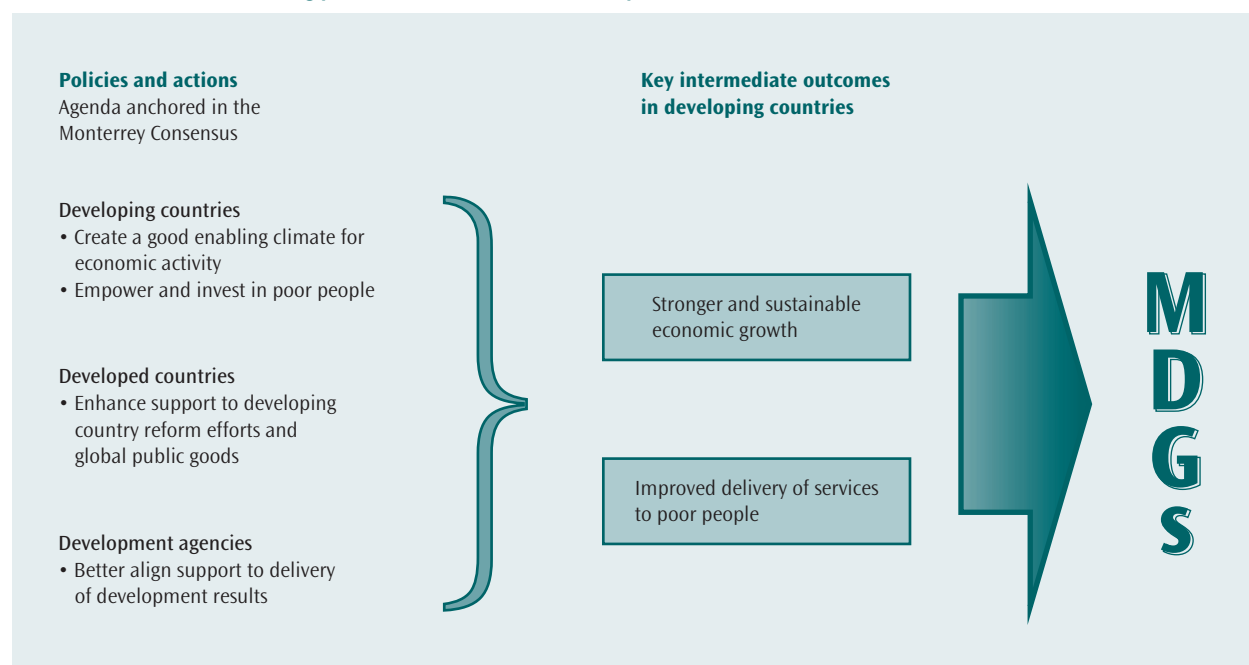 Policies and actions
Agenda anchored in the
Monterrey Consensus
Developing countries
• Create a good enabling climate for
economic activity
• Empower and invest in poor people
Developed countries
• Enhance support to developing
country reform efforts and
global public goods
Development agencies
• Better align support to delivery
of development results
Key intermediate outcomes
in developing countries
Stronger and sustainable
economic growth
Improved delivery of services
to poor people
M
D
G
s